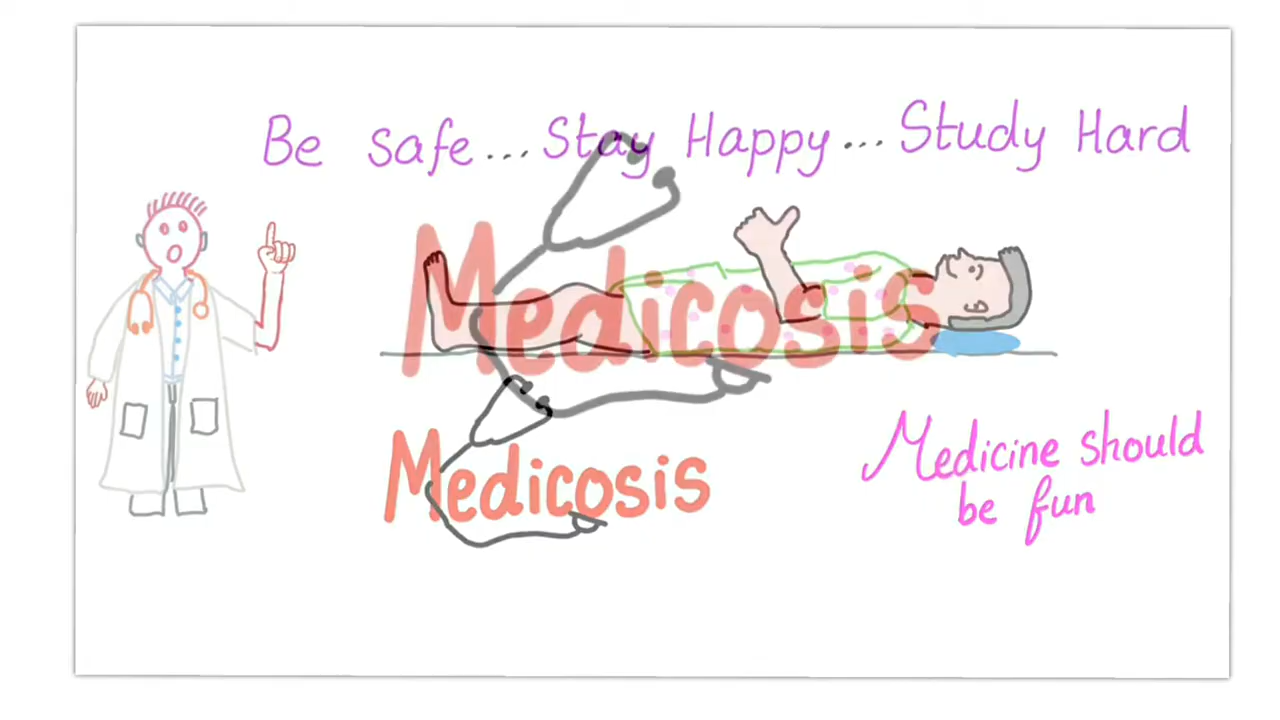 Be safe... Stay Happy... Study Hard
Medicosis
Medicosis
Medicine should
be fun